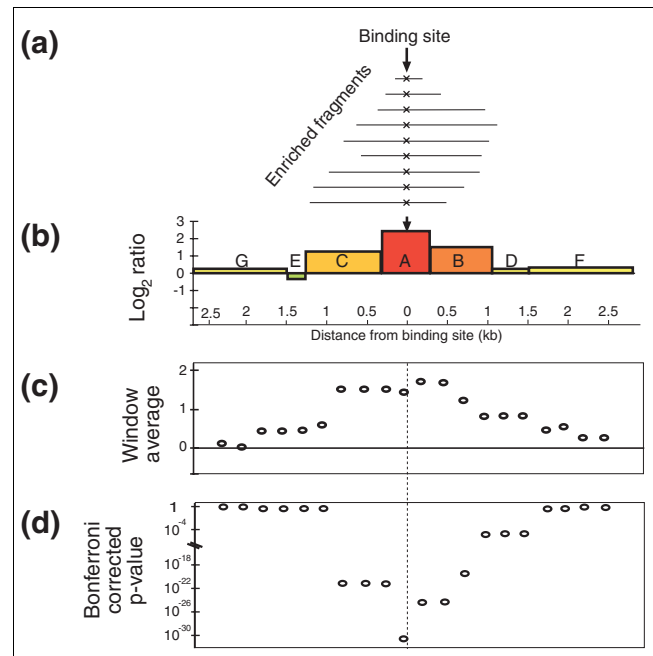 (a)
Binding site
Enriched fragments
(b)
Log2 ratio
3
2
1
0
-1
G E C A B D F
2.5 2 1.5 1 0.5 0 0.5 1 1.5 2 2.5
Distance from binding site (kb)
(c)
Window
average
2
1
0
(d)
Bonferroni
corrected
p-value
1
10-4
10-18
10-22
10-26
10-30